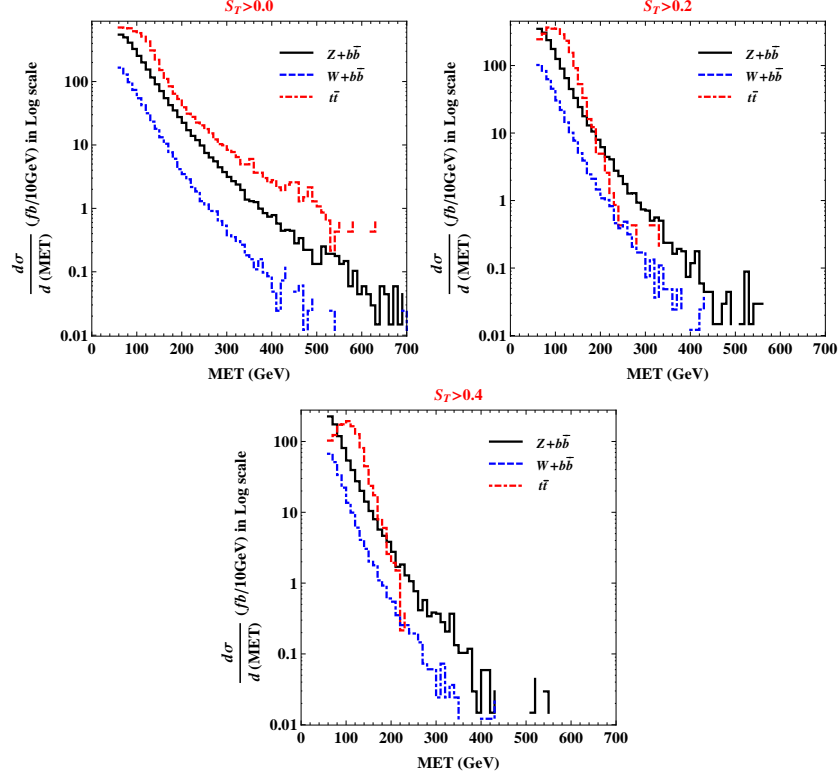 S_T>0.0
Z+bb̄
W+bb̄
tt̄
dσ/d (MET) (fb/10GeV) in Log scale
100
10
1
0.1
0.01
0 100 200 300 400 500 600 700
MET (GeV)
S_T>0.2
Z+bb̄
W+bb̄
tt̄
dσ/d (MET) (fb/10GeV) in Log scale
100
10
1
0.1
0.01
0 100 200 300 400 500 600 700
MET (GeV)
S_T>0.4
Z+bb̄
W+bb̄
tt̄
dσ/d (MET) (fb/10GeV) in Log scale
100
10
1
0.1
0.01
0 100 200 300 400 500 600 700
MET (GeV)